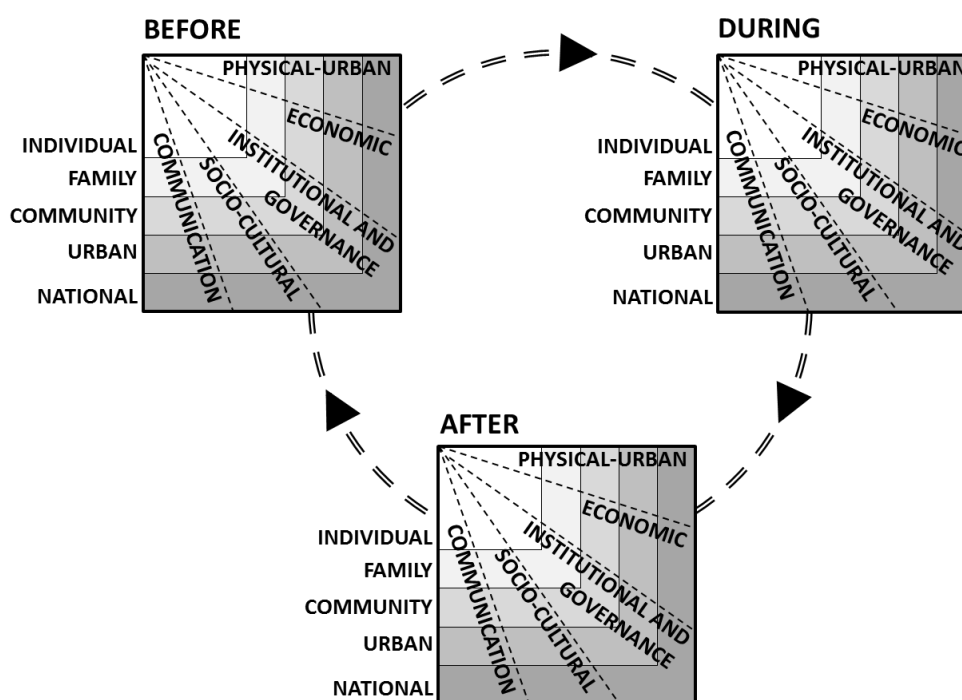 BEFORE
PHYSICAL-URBAN
ECONOMIC
INSTITUTIONAL AND
GOVERNANCE
SOCIO-CULTURAL
COMMUNICATION
INDIVIDUAL
FAMILY
COMMUNITY
URBAN
NATIONAL
DURING
PHYSICAL-URBAN
ECONOMIC
INSTITUTIONAL AND
GOVERNANCE
SOCIO-CULTURAL
COMMUNICATION
INDIVIDUAL
FAMILY
COMMUNITY
URBAN
NATIONAL
AFTER
PHYSICAL-URBAN
ECONOMIC
INSTITUTIONAL AND
GOVERNANCE
SOCIO-CULTURAL
COMMUNICATION
INDIVIDUAL
FAMILY
COMMUNITY
URBAN
NATIONAL